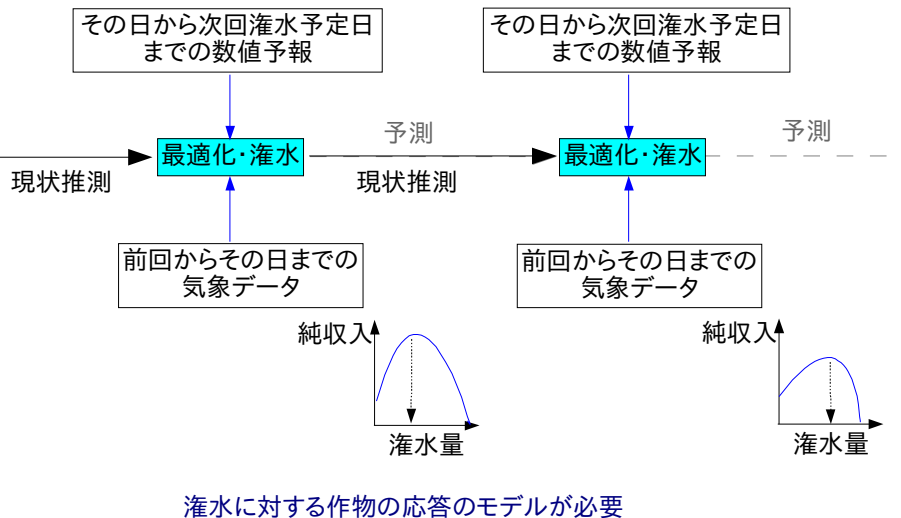 その日から次回潅水予定日
までの数値予報
その日から次回潅水予定日
までの数値予報
最適化・潅水
予測
最適化・潅水
予測
現状推測
現状推測
前回からその日までの
気象データ
前回からその日までの
気象データ
純収入
潅水量
純収入
潅水量
潅水に対する作物の応答のモデルが必要